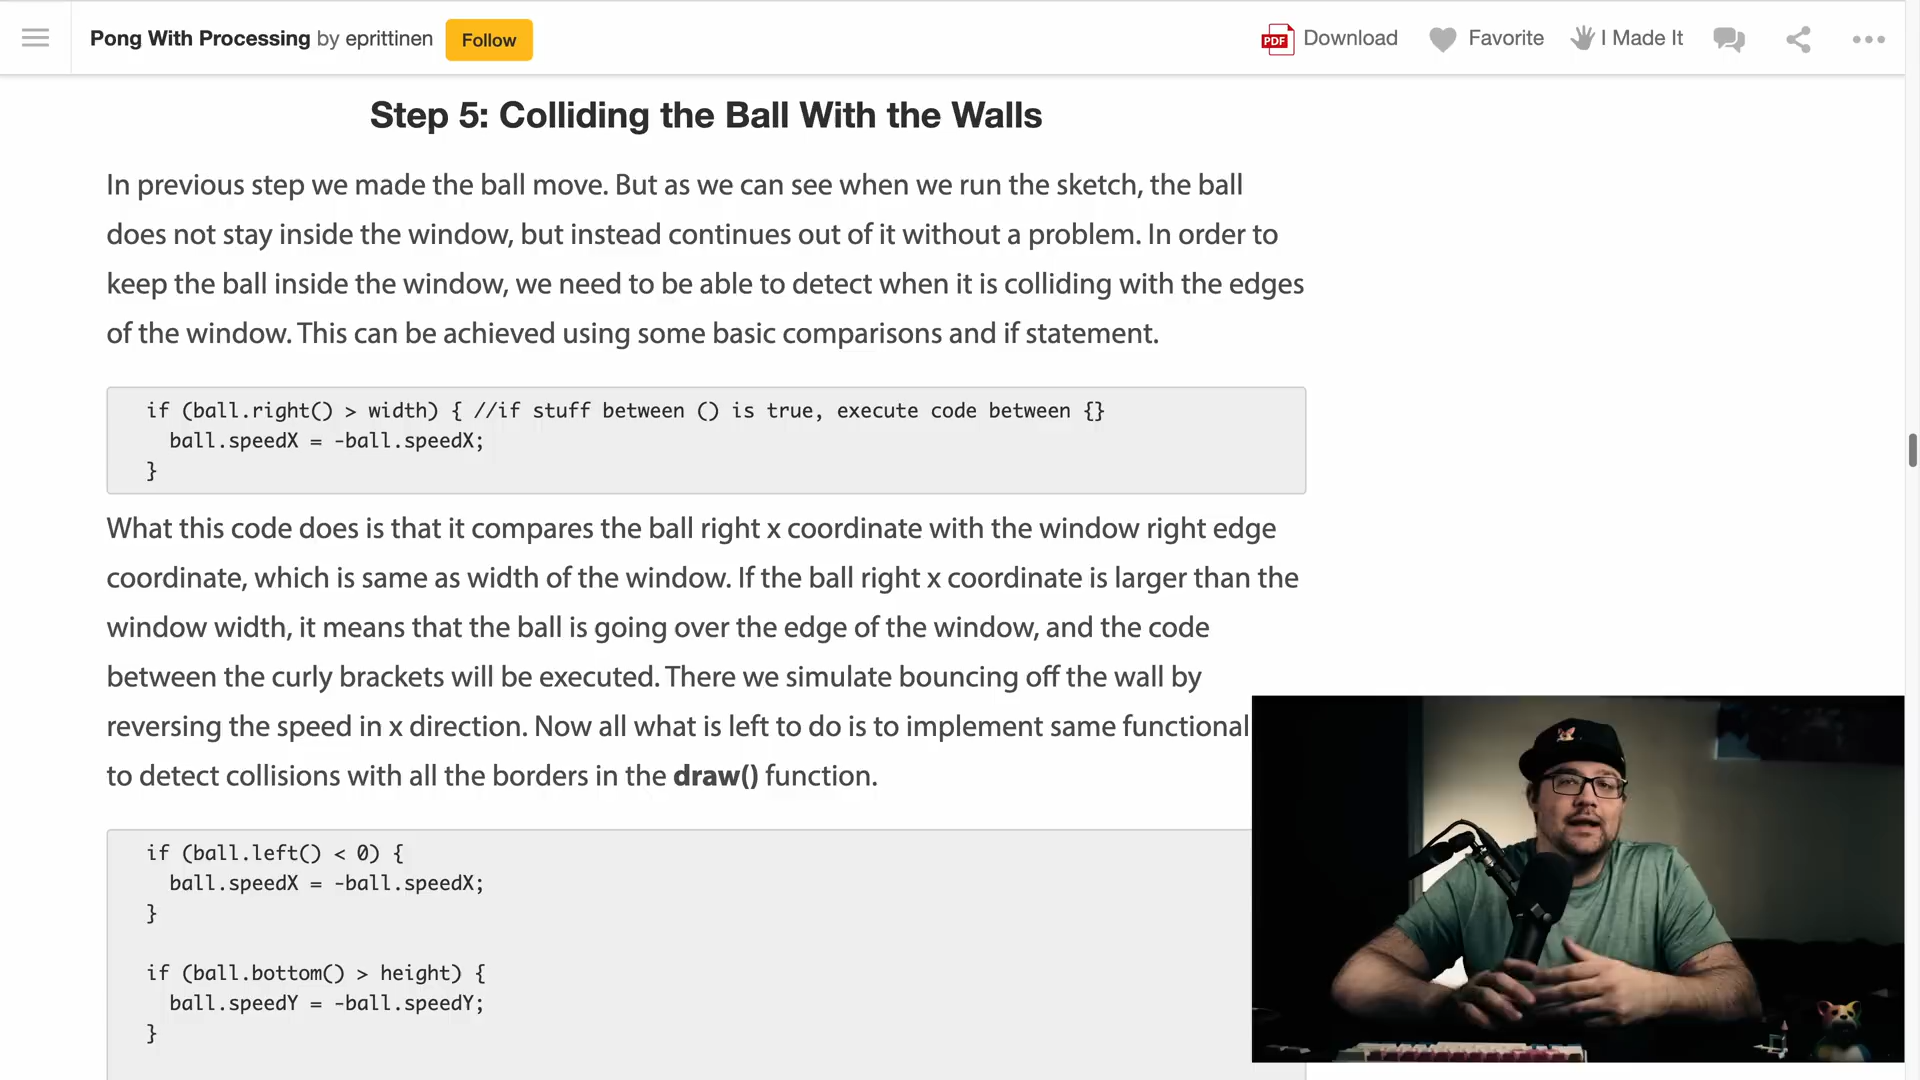 Pong With Processing by eprittinen Follow
PDF Download Favorite I Made It
Step 5: Colliding the Ball With the Walls
In previous step we made the ball move. But as we can see when we run the sketch, the ball
does not stay inside the window, but instead continues out of it without a problem. In order to
keep the ball inside the window, we need to be able to detect when it is colliding with the edges
of the window. This can be achieved using some basic comparisons and if statement.
if (ball.right() > width) { //if stuff between () is true, execute code between {}
ball.speedX = -ball.speedX;
}
What this code does is that it compares the ball right x coordinate with the window right edge
coordinate, which is same as width of the window. If the ball right x coordinate is larger than the
window width, it means that the ball is going over the edge of the window, and the code
between the curly brackets will be executed. There we simulate bouncing off the wall by
reversing the speed in x direction. Now all what is left to do is to implement same functional
to detect collisions with all the borders in the draw() function.
if (ball.left() < 0) {
ball.speedX = -ball.speedX;
}
if (ball.bottom() > height) {
ball.speedY = -ball.speedY;
}